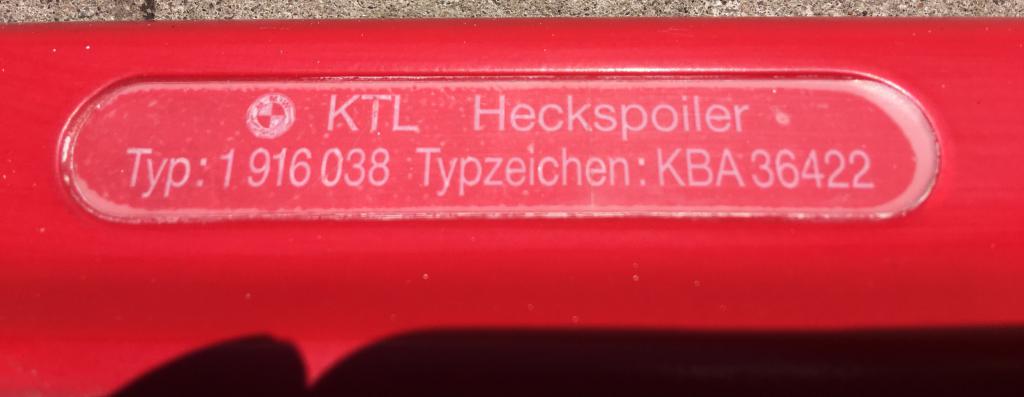 KTL Heckspoiler
Typ: 1 916 038 Typzeichen: KBA 36422